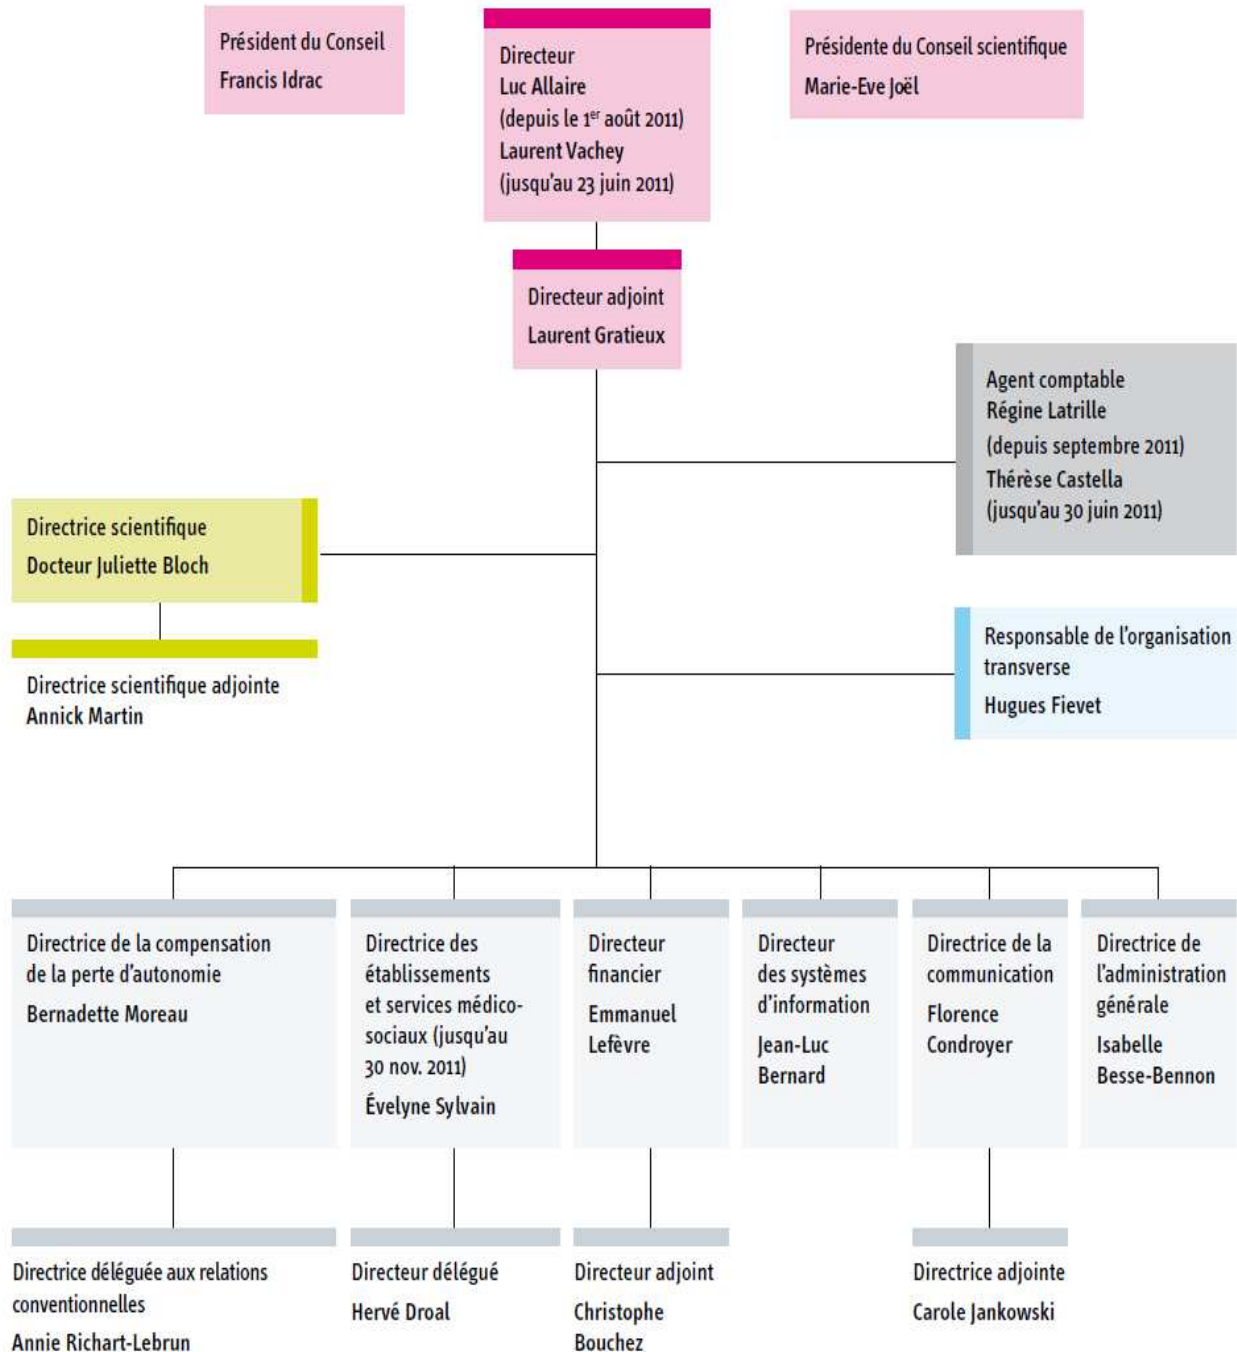 Président du Conseil
Francis Idrac
Directeur
Luc Allaire
(depuis le 1er août 2011)
Laurent Vachey
(jusqu'au 23 juin 2011)
Présidente du Conseil scientifique
Marie-Eve Joël
Directeur adjoint
Laurent Gratieux
Agent comptable
Régine Latrille
(depuis septembre 2011)
Thérèse Castella
(jusqu'au 30 juin 2011)
Directrice scientifique
Docteur Juliette Bloch
Directrice scientifique adjointe
Annick Martin
Responsable de l'organisation
transverse
Hugues Fievet
Directrice de la compensation
de la perte d'autonomie
Bernadette Moreau
Directrice des
établissements
et services médico-
sociaux (jusqu'au
30 nov. 2011)
Évelyne Sylvain
Directeur
financier
Emmanuel
Lefèvre
Directeur
des systèmes
d'information
Jean-Luc
Bernard
Directrice de la
communication
Florence
Condroyer
Directrice de
l'administration
générale
Isabelle
Besse-Bennon
Directrice déléguée aux relations
conventionnelles
Annie Richart-Lebrun
Directeur délégué
Hervé Droal
Directeur adjoint
Christophe
Bouchez
Directrice adjointe
Carole Jankowski